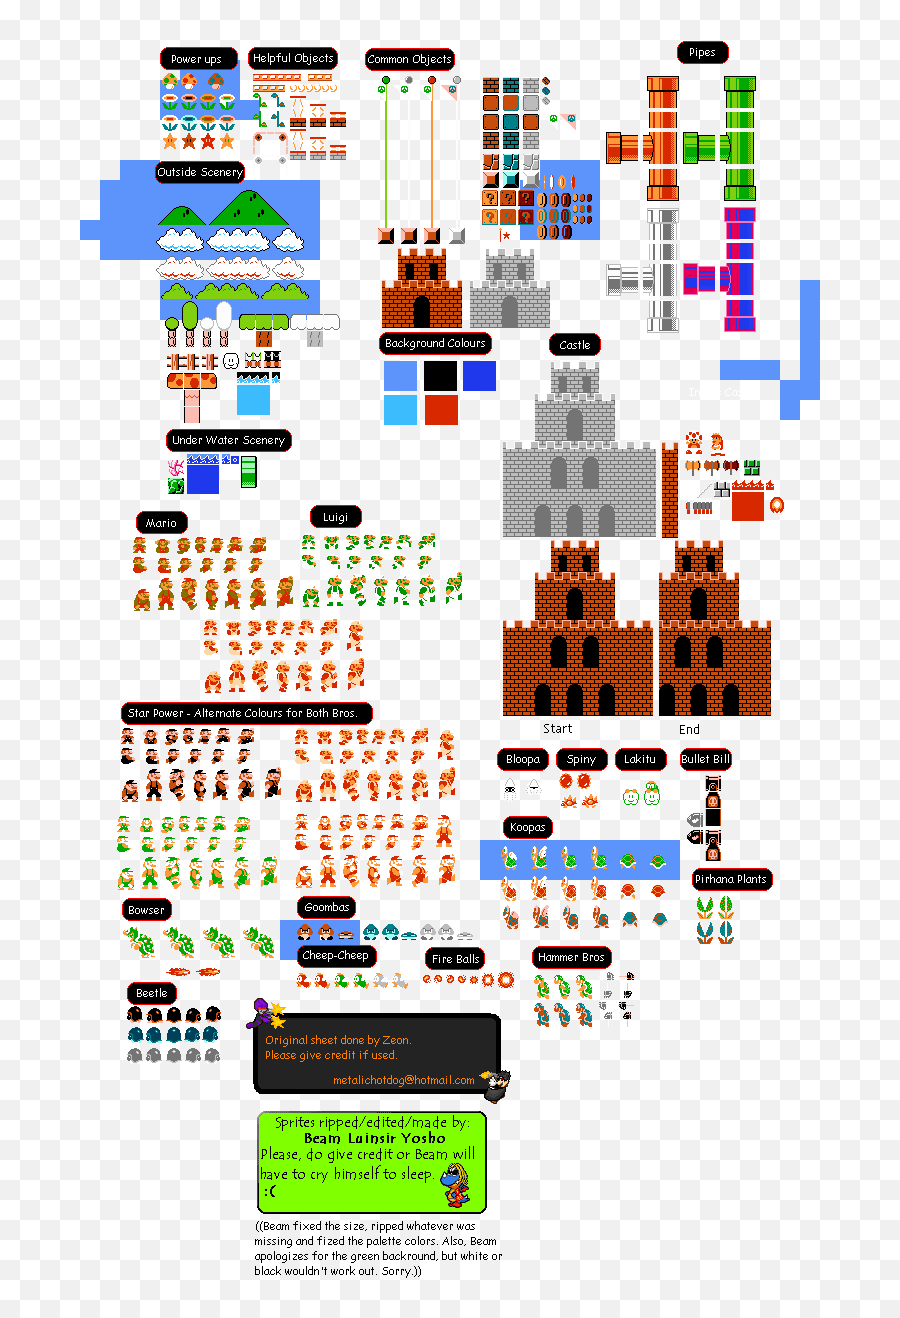 Pipes
Power ups
Helpful Objects
Common Objects
Outside Scenery
Background Colours
Castle
Under Water Scenery
Mario
Luigi
Star Power - Alternate Colours for Both Bros.
Start
End
Bloopa
Spiny
Lakitu
Bullet Bill
Koopas
Pirhana Plants
Bowser
Goombas
Cheep-Cheep
Fire Balls
Hammer Bros
Beetle
Original sheet done by Zeon.
Please give credit if used.
metalichotdog@hotmail.com
Sprites ripped/edited/made by:
Beam Luinsir Yosho
Please, do give credit or Beam will
have to cry himself to sleep.
:(
((Beam fixed the size, ripped whatever was
missing and fized the palette colors. Also, Beam
apologizes for the green backround, but white or
black wouldn't work out. Sorry.))